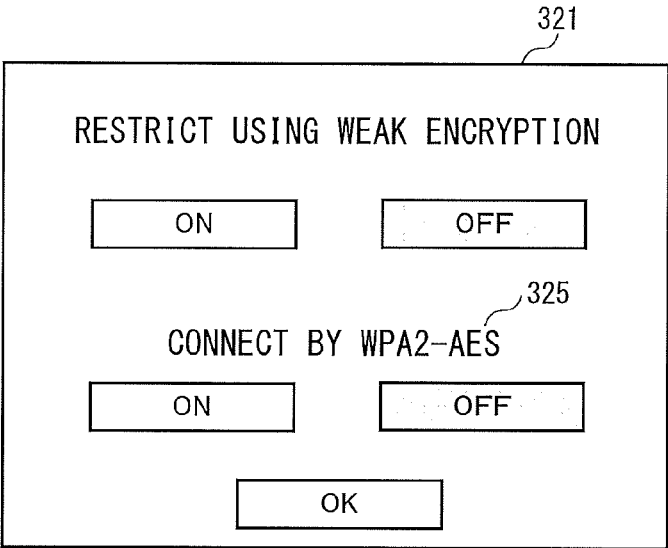 321
RESTRICT USING WEAK ENCRYPTION
ON OFF
325
CONNECT BY WPA2-AES
ON OFF
OK